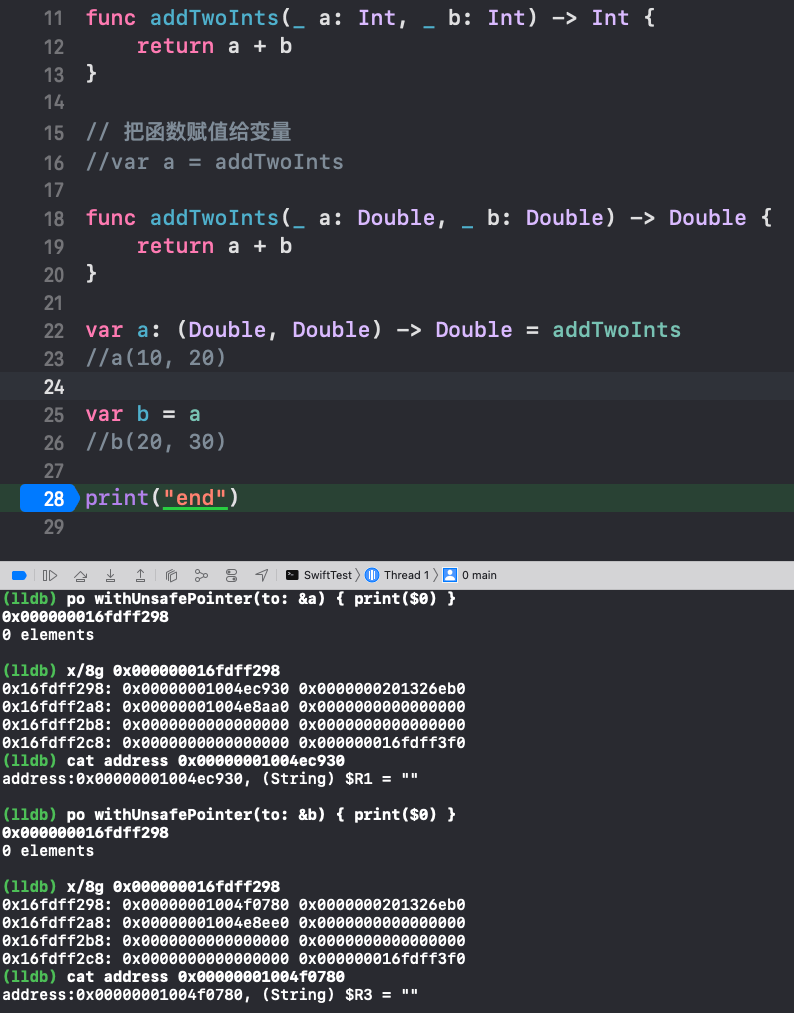 11 func addTwoInts(_ a: Int, _ b: Int) -> Int {
12     return a + b
13 }
14
15 // 把函数赋值给变量
16 //var a = addTwoInts
17
18 func addTwoInts(_ a: Double, _ b: Double) -> Double {
19     return a + b
20 }
21
22 var a: (Double, Double) -> Double = addTwoInts
23 //a(10, 20)
24
25 var b = a
26 //b(20, 30)
27
28 print("end")
29
SwiftTest Thread 1 0 main
(lldb) po withUnsafePointer(to: &a) { print($0) }
0x000000016fdff298
0 elements
(lldb) x/8g 0x000000016fdff298
0x16fdff298: 0x00000001004ec930 0x0000000201326eb0
0x16fdff2a8: 0x00000001004e8aa0 0x0000000000000000
0x16fdff2b8: 0x0000000000000000 0x0000000000000000
0x16fdff2c8: 0x0000000000000000 0x000000016fdff3f0
(lldb) cat address 0x00000001004ec930
address:0x00000001004ec930, (String) $R1 = ""
(lldb) po withUnsafePointer(to: &b) { print($0) }
0x000000016fdff298
0 elements
(lldb) x/8g 0x000000016fdff298
0x16fdff298: 0x00000001004f0780 0x0000000201326eb0
0x16fdff2a8: 0x00000001004e8ee0 0x0000000000000000
0x16fdff2b8: 0x0000000000000000 0x0000000000000000
0x16fdff2c8: 0x0000000000000000 0x000000016fdff3f0
(lldb) cat address 0x00000001004f0780
address:0x00000001004f0780, (String) $R3 = ""